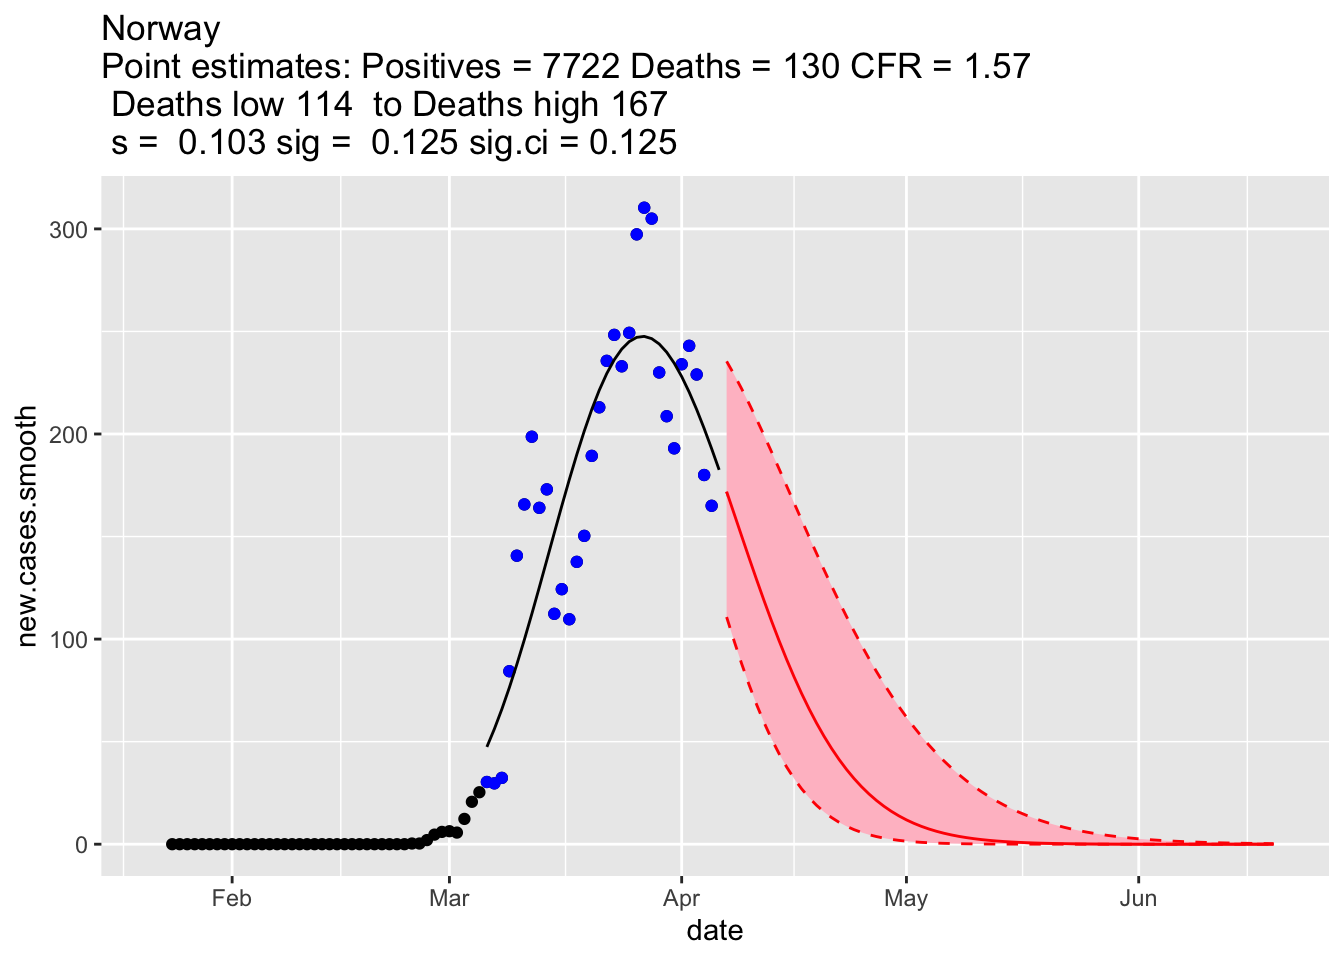 Norway
Point estimates: Positives = 7722 Deaths = 130 CFR = 1.57
Deaths low 114  to Deaths high 167
s =  0.103 sig =  0.125 sig.ci = 0.125
300
200
100
0
new.cases.smooth
Feb Mar Apr May Jun
date